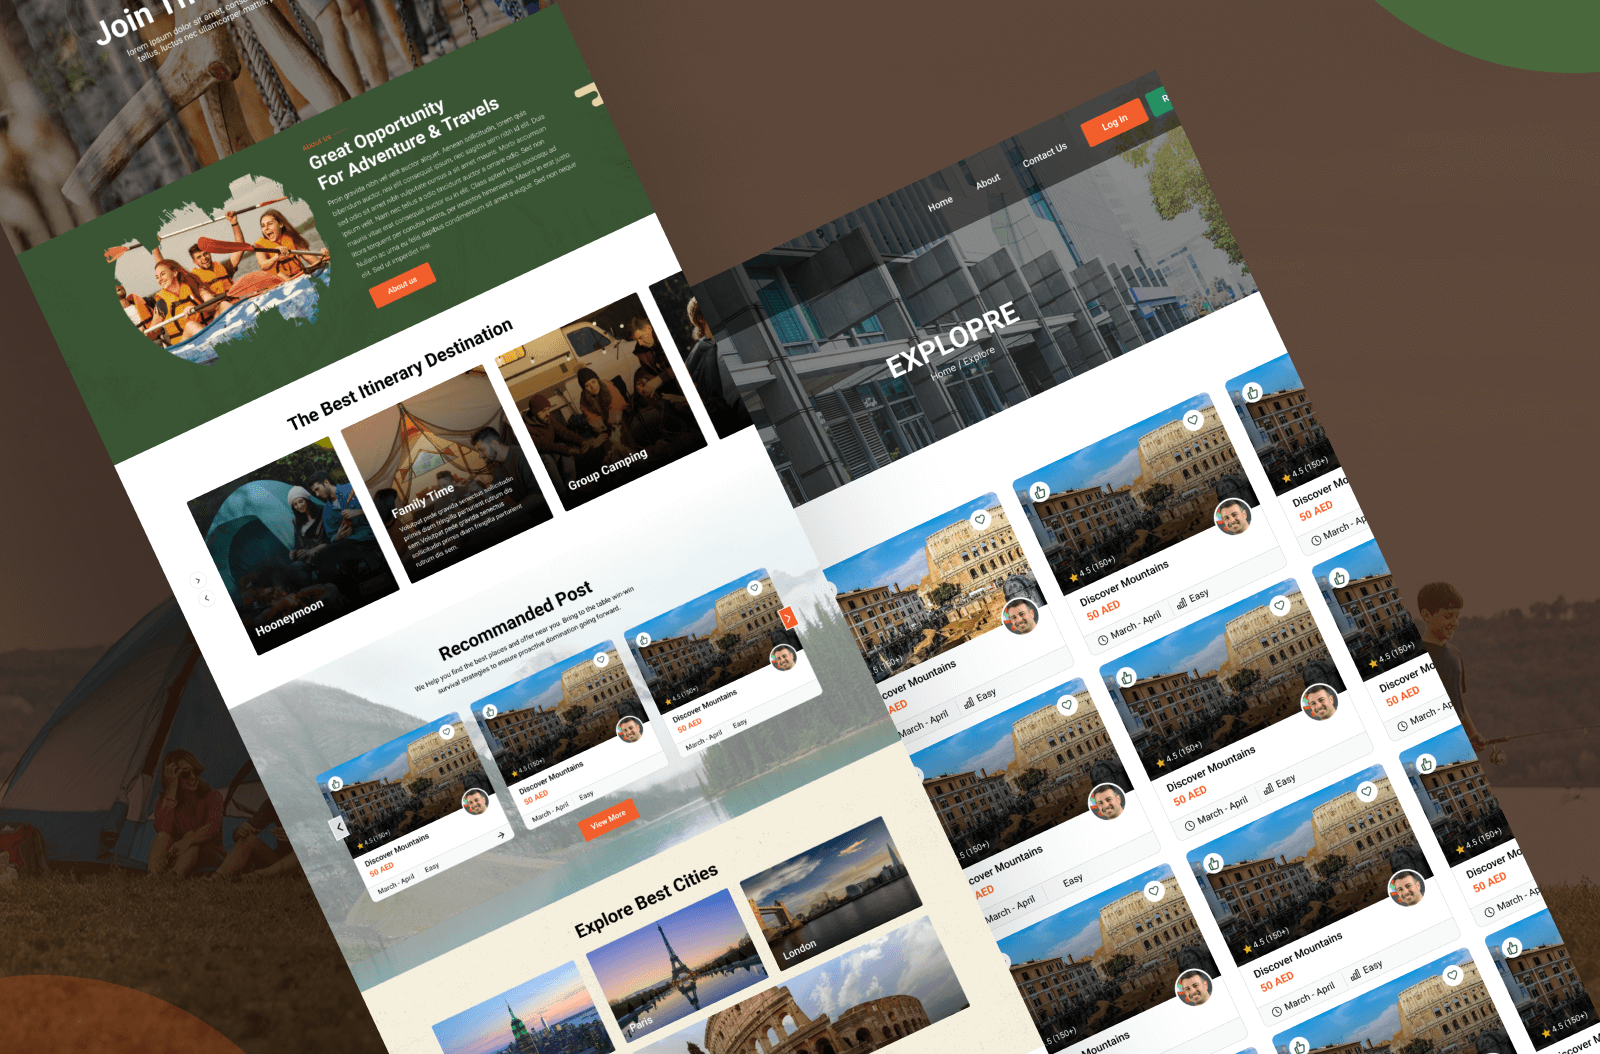 Join Th
lorem ipsum dolor sit amet, cons
tellus, luctus nec ullamcorper mattis,
About Us
Great Opportunity
For Adventure & Travels
Proin gravida nibh vel velit auctor aliquet. Aenean sollicitudin, lorem quis
bibendum auctor, nisi elit consequat ipsum, nec sagittis sem nibh id elit. Duis
sed odio sit amet nibh vulputate cursus a sit amet mauris. Morbi accumsan
ipsum velit. Nam nec tellus a odio tincidunt auctor a ornare odio. Sed non
mauris vitae erat consequat auctor eu in elit. Class aptent taciti sociosqu ad
litora torquent per conubia nostra, per inceptos himenaeos. Mauris in erat justo.
Nullam ac urna eu felis dapibus condimentum sit amet a augue. Sed non neque
elit. Sed ut imperdiet nisi.
About us
The Best Itinerary Destination
Hooneymoon
Family Time
Volutpat pede gravida senectus sollicitudin
primis diam fringilla parturient rutrum dis
sem.Volutpat pede gravida senectus
sollicitudin primis diam fringilla parturient
rutrum dis sem.
Group Camping
Recommanded Post
We Help you find the best places and offer near you. Bring to the table win-win
survival strategies to ensure proactive domination going forward.
4.5 (150+)
Discover Mountains
50 AED
March - April
Easy
4.5 (150+)
Discover Mountains
50 AED
March - April
Easy
4.5 (150+)
Discover Mountains
50 AED
March - April
Easy
View More
Explore Best Cities
Paris
London
Home
About
Contact Us
Log In
R
EXPLOPRE
Home / Explore
.5 (150+)
cover Mountains
AED
March - April
Easy
4.5 (150+)
Discover Mountains
50 AED
March - April
Easy
4.5 (150+)
Discover Mo
50 AED
March - Ap
.5 (150+)
cover Mountains
AED
March - April
Easy
4.5 (150+)
Discover Mountains
50 AED
March - April
Easy
4.5 (150+)
Discover Mo
50 AED
March - Ap
.5 (150+)
Mountains
4.5 (150+)
Discover Mountains
50 AED
March - April
Easy
4.5 (150+)
Discover Mo
50 AED
March - Ap
4.5 (150+)